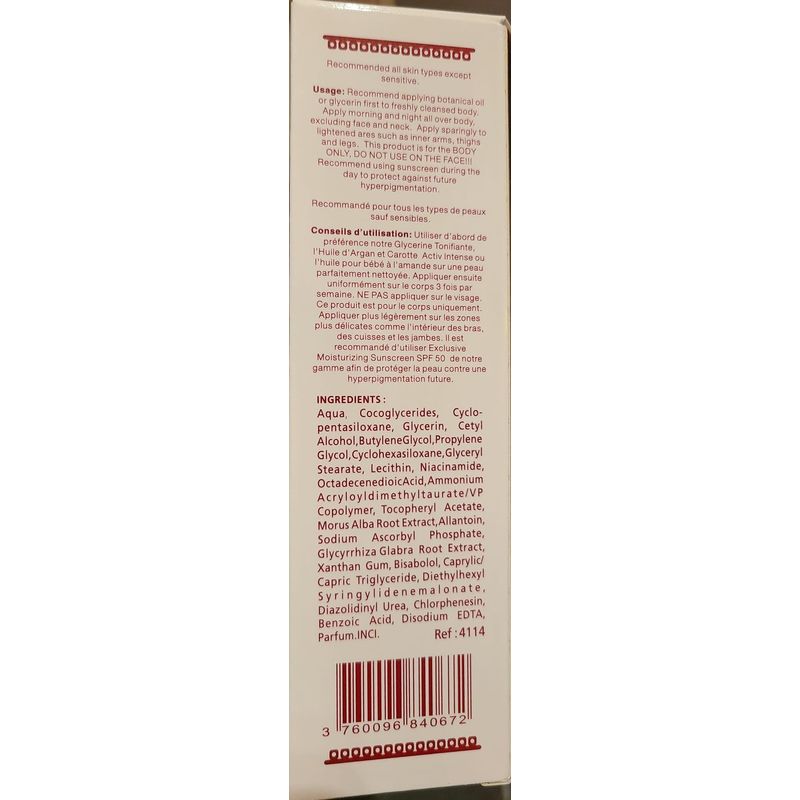 Recommended all skin types except
sensitive.
Usage: Recommend applying botanical oil
or glycerin first to freshly cleansed body.
Apply morning and night all over body,
excluding face and neck. Apply sparingly to
lightened ares such as inner arms, thighs
and legs. This product is for the BODY
ONLY, DO NOT USE ON THE FACE!!!
Recommend using sunscreen during the
day to protect against future
hyperpigmentation.
Recommandé pour tous les types de peaux
sauf sensibles.
Conseils d'utilisation: Utiliser d'abord de
préférence notre Glycerine Tonifiante,
l'Huile d'Argan et Carotte Activ Intense ou
l'huile pour bébé à l'amande sur une peau
parfaitement nettoyée. Appliquer ensuite
uniformément sur le corps 3 fois par
semaine. NE PAS appliquer sur le visage.
Ce produit est pour le corps uniquement.
Appliquer plus légèrement sur les zones
plus délicates comme l'intérieur des bras,
des cuisses et les jambes. Il est
recommandé d'utiliser Exclusive
Moisturizing Sunscreen SPF 50 de notre
gamme afin de protéger la peau contre une
hyperpigmentation future.
INGREDIENTS :
Aqua, Cocoglycerides, Cyclo-
pentasiloxane, Glycerin, Cetyl
Alcohol,ButyleneGlycol,Propylene
Glycol,Cyclohexasiloxane,Glyceryl
Stearate, Lecithin, Niacinamide,
OctadecenedioicAcid,Ammonium
Acryloyldimethyltaurate/VP
Copolymer, Tocopheryl Acetate,
Morus Alba Root Extract,Allantoin,
Sodium Ascorbyl Phosphate,
Glycyrrhiza Glabra Root Extract,
Xanthan Gum, Bisabolol, Caprylic/
Capric Triglyceride, Diethylhexyl
Syringylidenemalonate,
Diazolidinyl Urea, Chlorphenesin,
Benzoic Acid, Disodium EDTA,
Parfum.INCI. Ref :4114
3 760096 840672